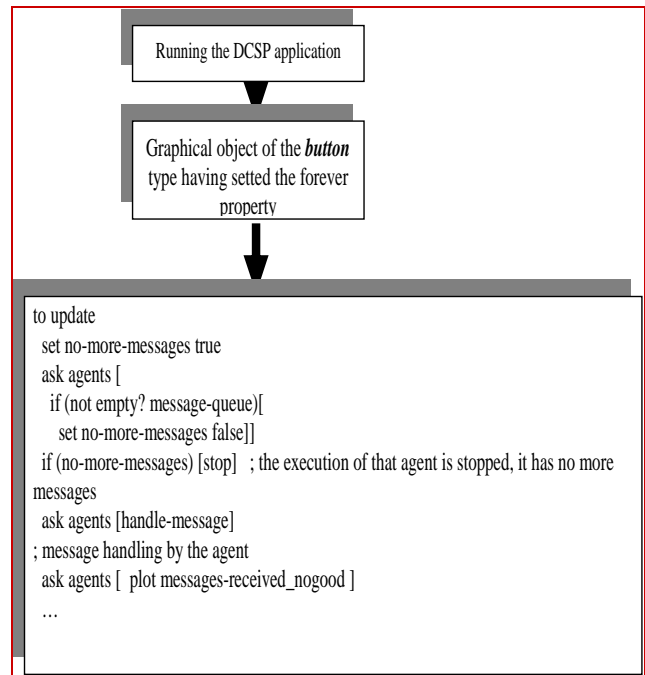 Running the DCSP application
Graphical object of the button
type having setted the forever
property
to update
set no-more-messages true
ask agents [
if (not empty? message-queue)[
set no-more-messages false]]
if (no-more-messages) [stop] ; the execution of that agent is stopped, it has no more
messages
ask agents [handle-message]
; message handling by the agent
ask agents [ plot messages-received_nogood ]
…